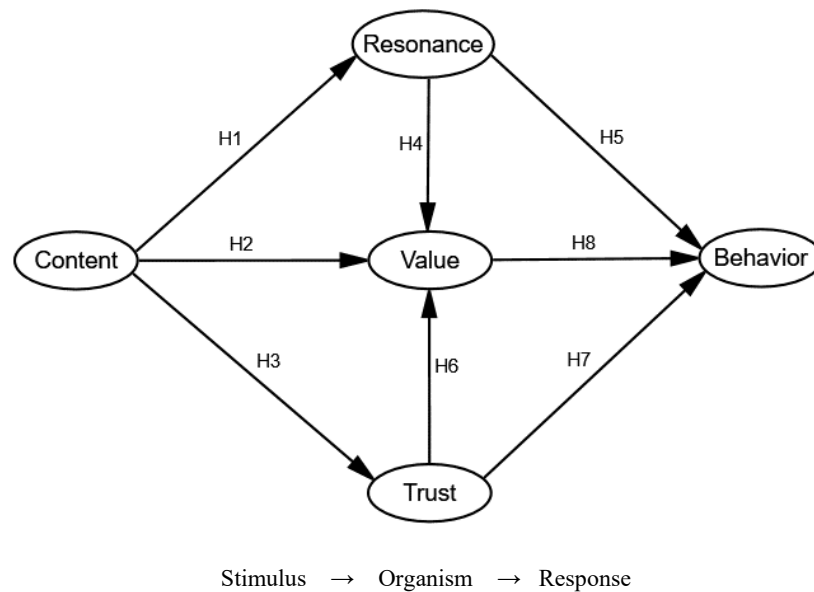 Resonance
H1
H4
H5
Content
H2
Value
H8
Behavior
H3
H6
H7
Trust
Stimulus → Organism → Response